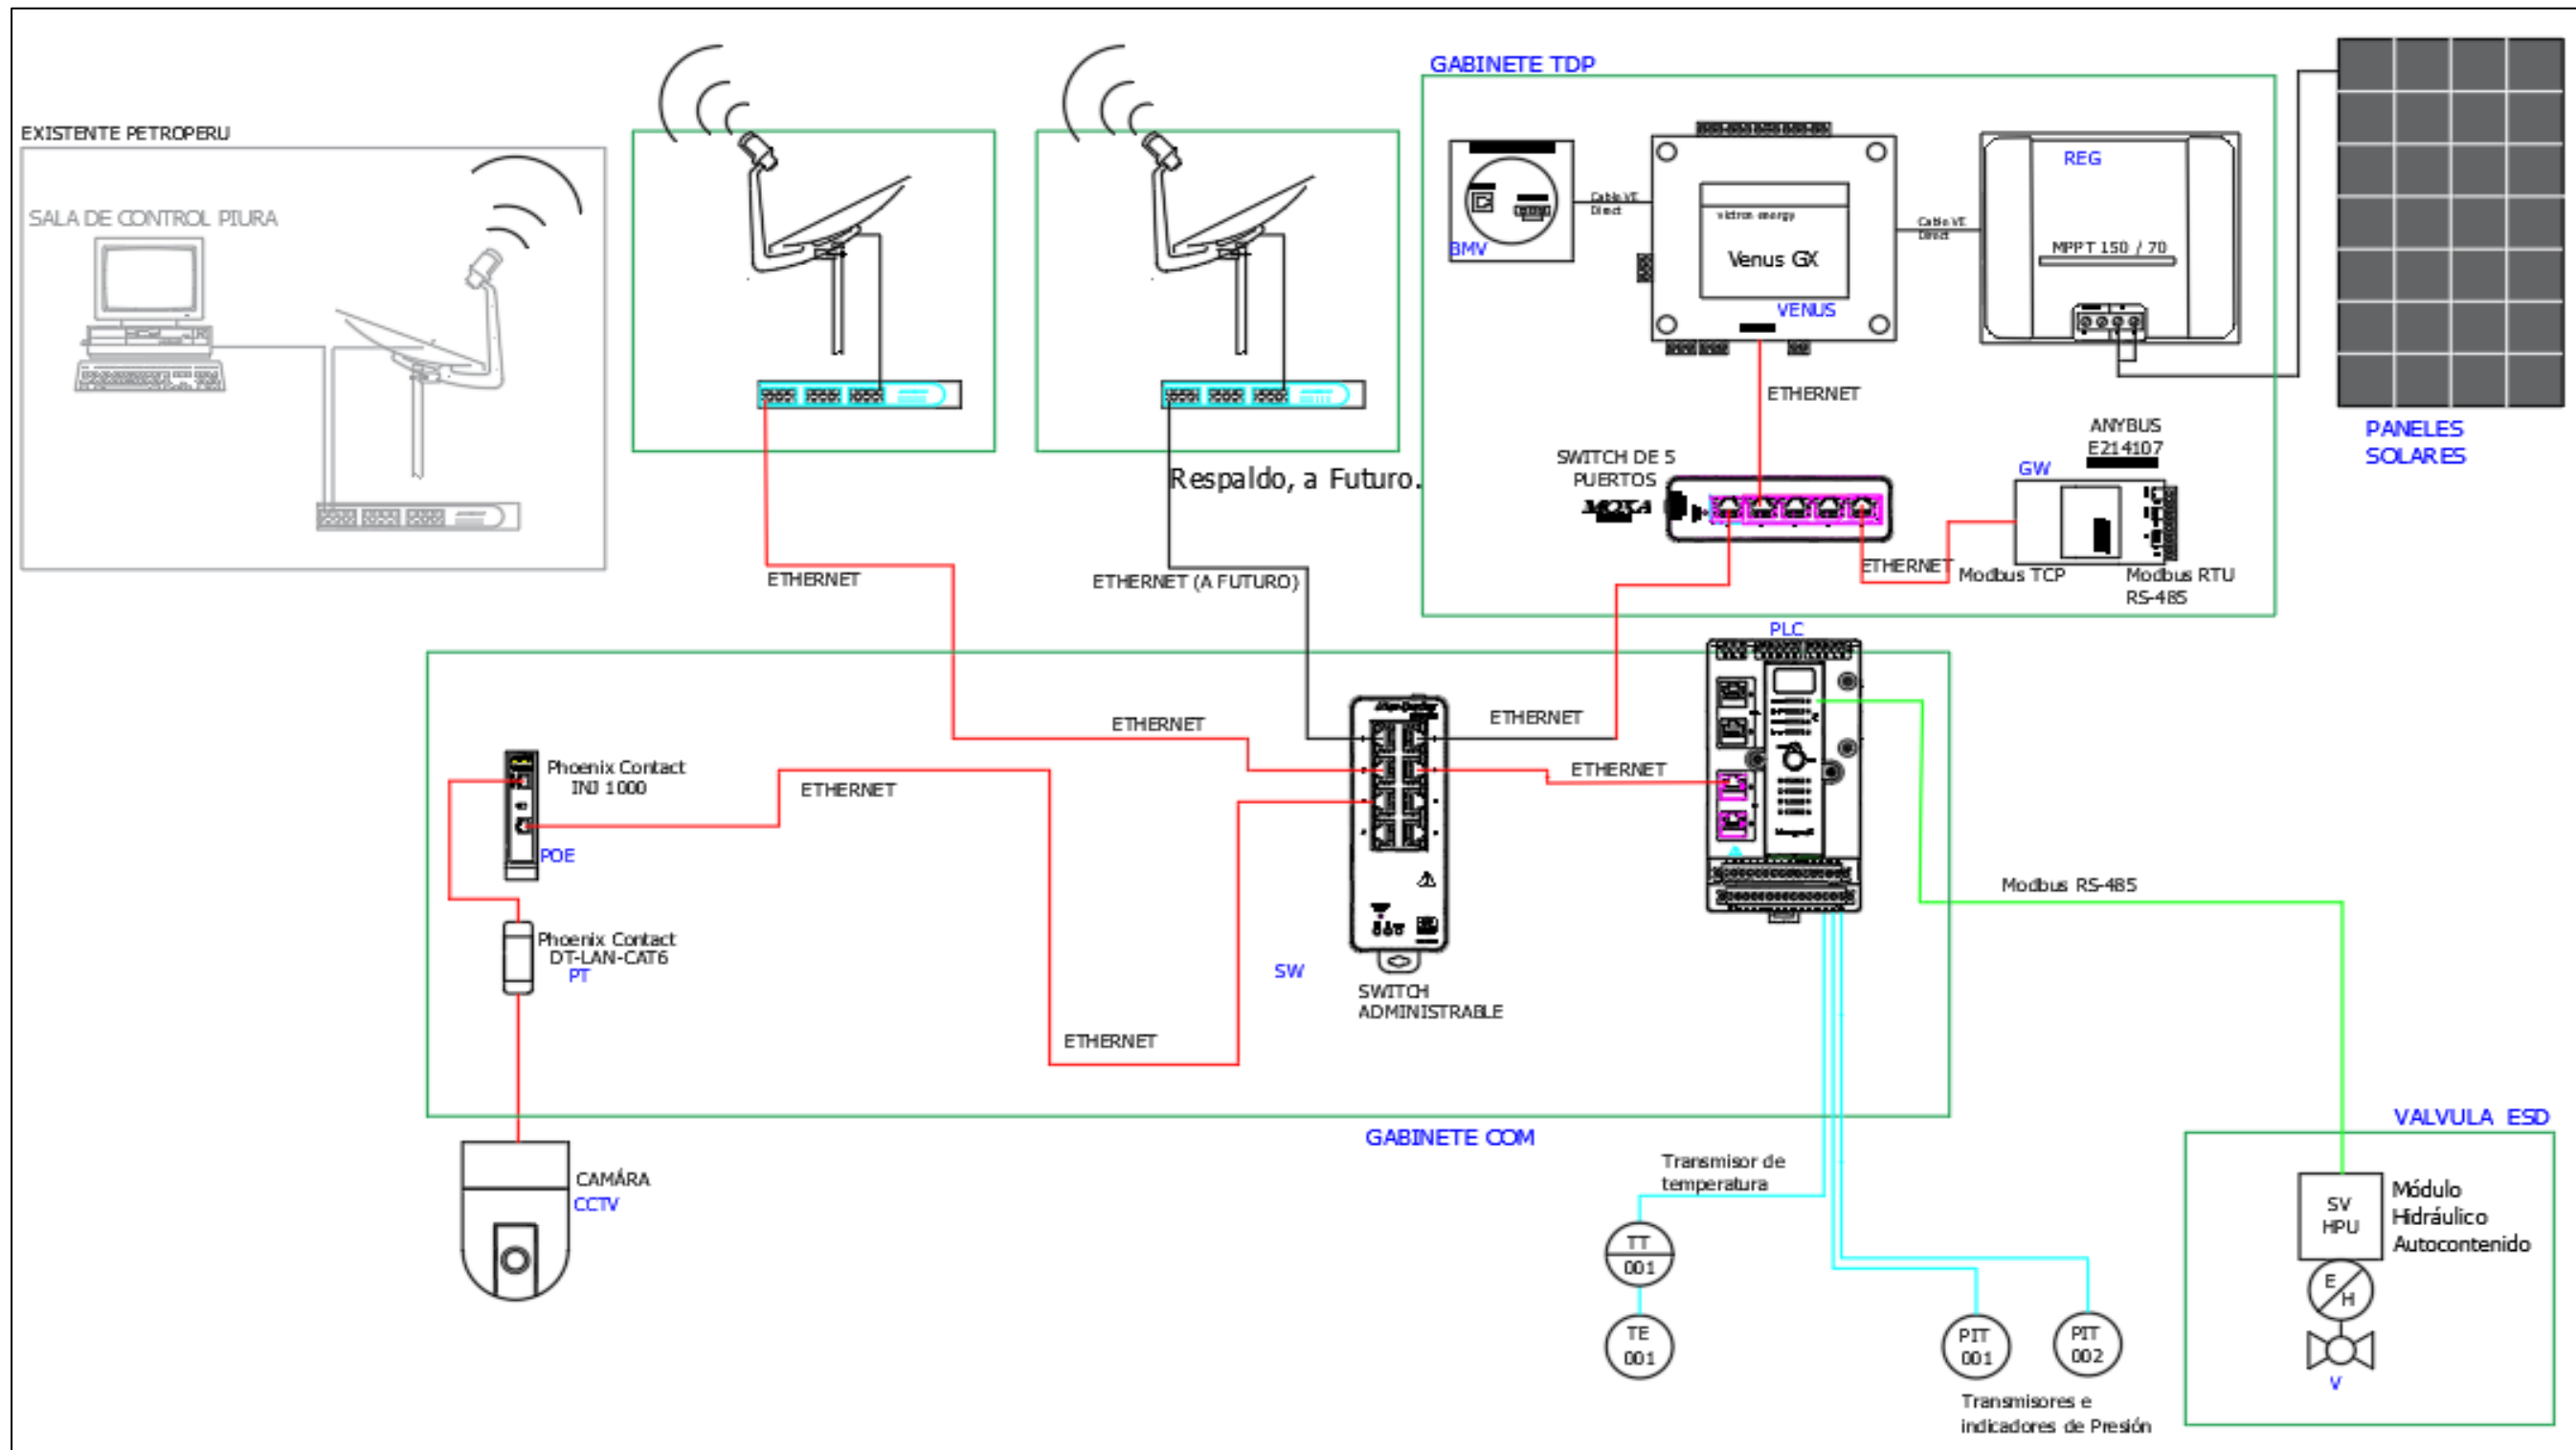 EXISTENTE PETROPERU
SALA DE CONTROL PIURA
Respaldo, a Futuro.
ETHERNET
ETHERNET (A FUTURO)
GABINETE TDP
BMV
Cable VE
Direct
victron energy
Venus GX
VENUS
Cable VE
Direct
REG
MPPT 150 / 70
PANELES
SOLARES
ETHERNET
SWITCH DE 5
PUERTOS
MOXA
ANYBUS
E214107
GW
ETHERNET
Modbus TCP
Modbus RTU
RS-485
PLC
ETHERNET
ETHERNET
ETHERNET
ETHERNET
ETHERNET
Phoenix Contact
INJ 1000
POE
Phoenix Contact
DT-LAN-CAT6
PT
SW
SWITCH
ADMINISTRABLE
Modbus RS-485
GABINETE COM
CAMÁRA
CCTV
Transmisor de
temperatura
TT
001
TE
001
PIT
001
PIT
002
Transmisores e
indicadores de Presión
VALVULA ESD
SV
HPU
Módulo
Hidráulico
Autocontenido
E
H
V